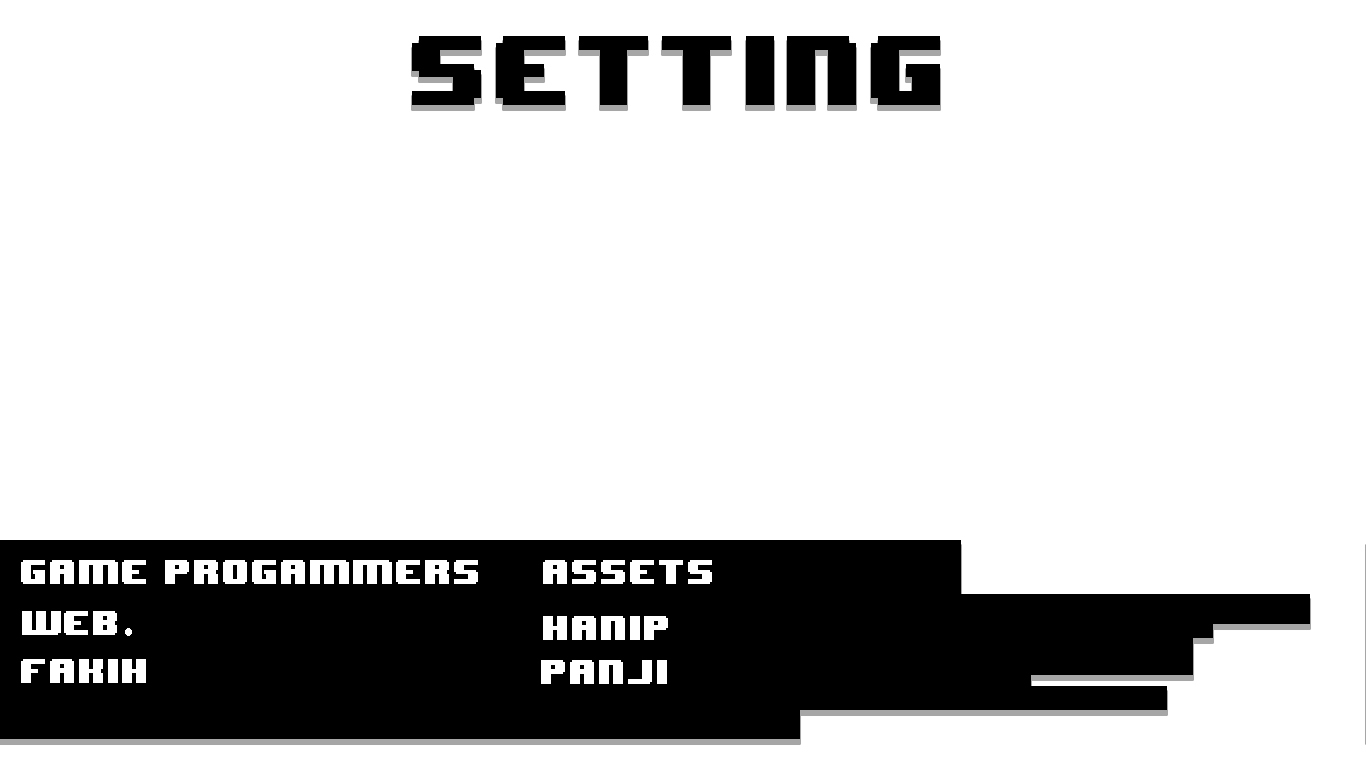 SETTING
GAME PROGAMMERS
WEB.
FAKIH
ASSETS
HANIP
PANJI